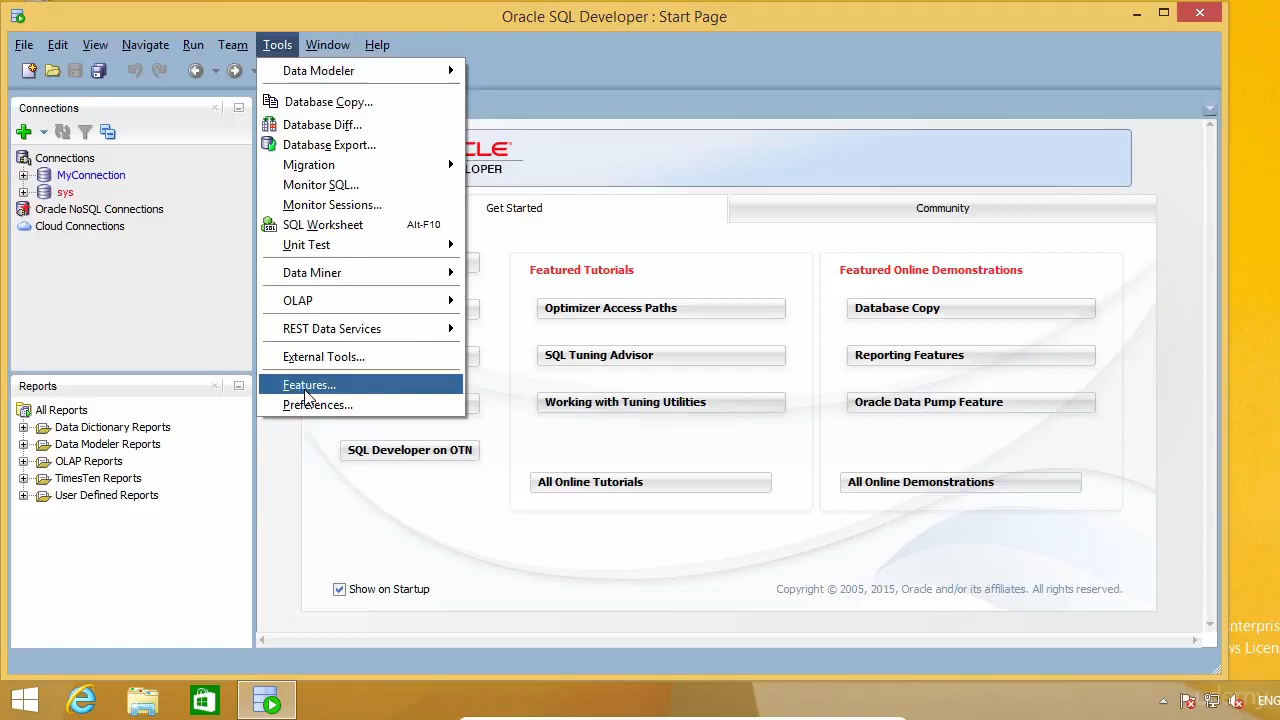 Oracle SQL Developer : Start Page
File Edit View Navigate Run Team Tools Window Help
Connections
Connections
MyConnection
sys
Oracle NoSQL Connections
Cloud Connections
Reports
All Reports
Data Dictionary Reports
Data Modeler Reports
OLAP Reports
TimesTen Reports
User Defined Reports
Data Modeler
Database Copy...
Database Diff...
Database Export...
Migration
Monitor SQL...
Monitor Sessions...
SQL Worksheet Alt-F10
Unit Test
Data Miner
OLAP
REST Data Services
External Tools...
Features...
Preferences...
CLE®
LOPER
Get Started
Community
Featured Tutorials
Optimizer Access Paths
SQL Tuning Advisor
Working with Tuning Utilities
All Online Tutorials
Featured Online Demonstrations
Database Copy
Reporting Features
Oracle Data Pump Feature
All Online Demonstrations
SQL Developer on OTN
Show on Startup
Copyright © 2005, 2015, Oracle and/or its affiliates. All rights reserved.
nterpris
ws Licen
ENG